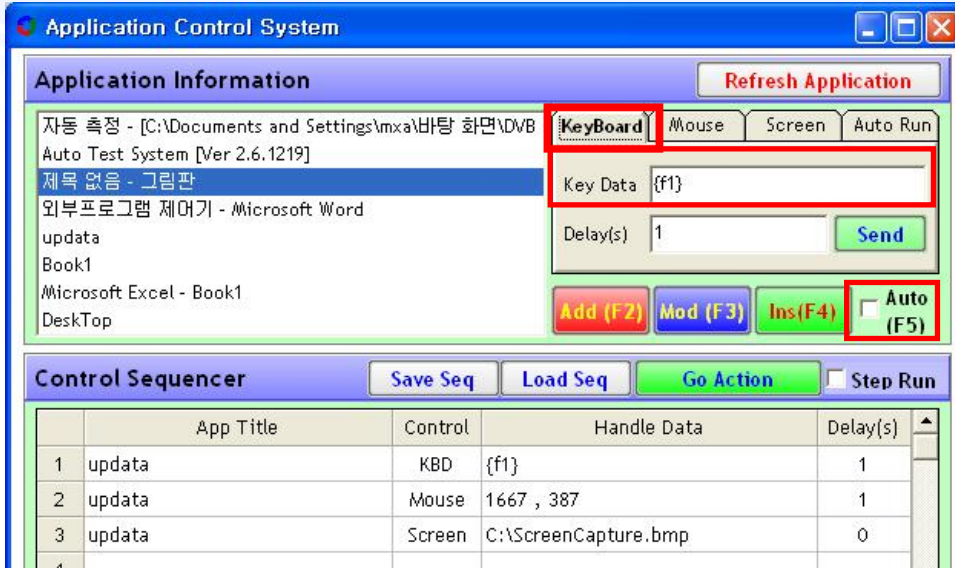 Application Control System
Application Information
Refresh Application
자동 측정 - [C:\Documents and Settings\mxa\바탕 화면\DVB
Auto Test System [Ver 2.6.1219]
제목 없음 - 그림판
외부프로그램 제어기 - Microsoft Word
updata
Book1
Microsoft Excel - Book1
DeskTop
KeyBoard Mouse Screen Auto Run
Key Data {f1}
Delay(s) 1 Send
Add (F2) Mod (F3) Ins(F4) Auto
(F5)
Control Sequencer Save Seq Load Seq Go Action Step Run
App Title Control Handle Data Delay(s)
1 updata KBD {f1} 1
2 updata Mouse 1667 , 387 1
3 updata Screen C:\ScreenCapture.bmp 0